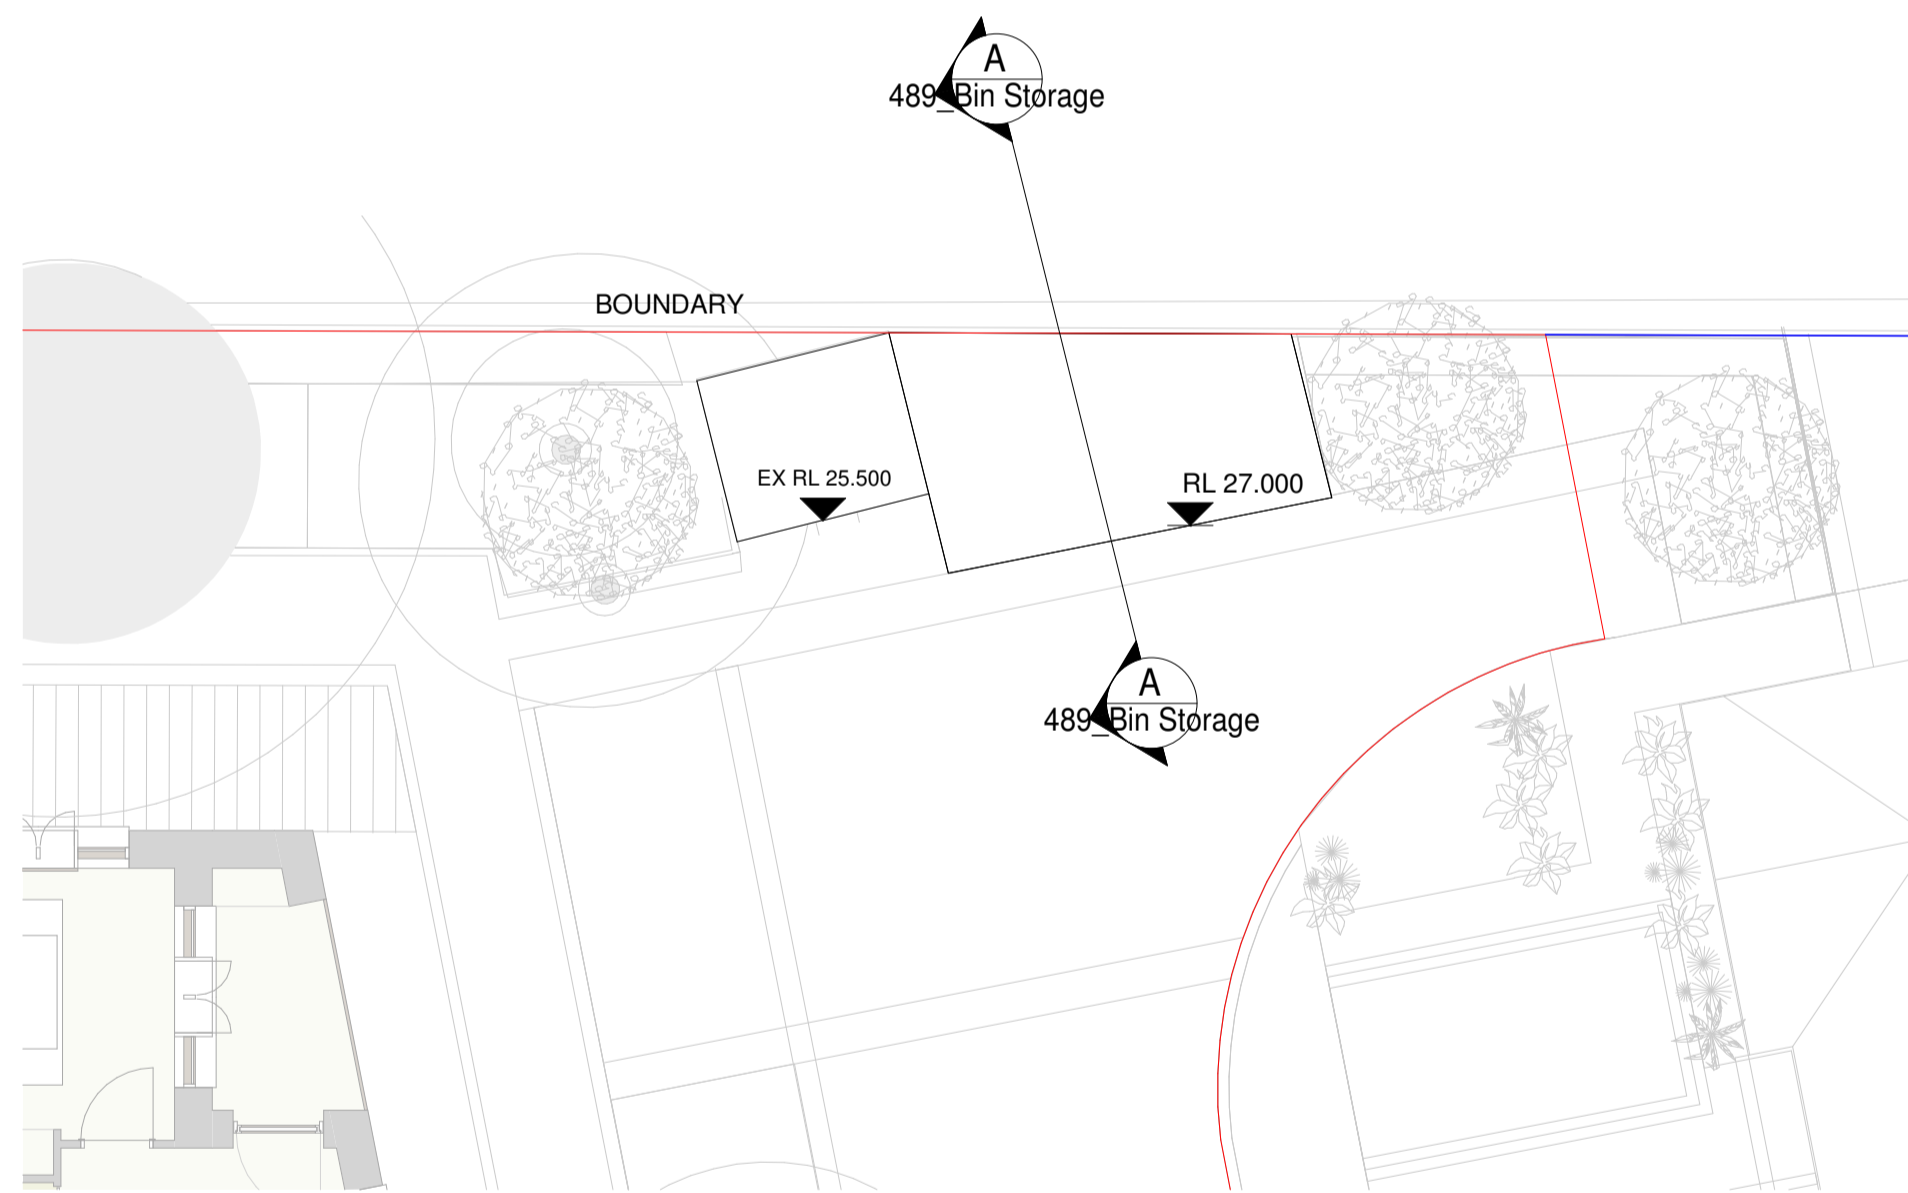 A
489_Bin Storage
BOUNDARY
EX RL 25.500
RL 27.000
A
489_Bin Storage